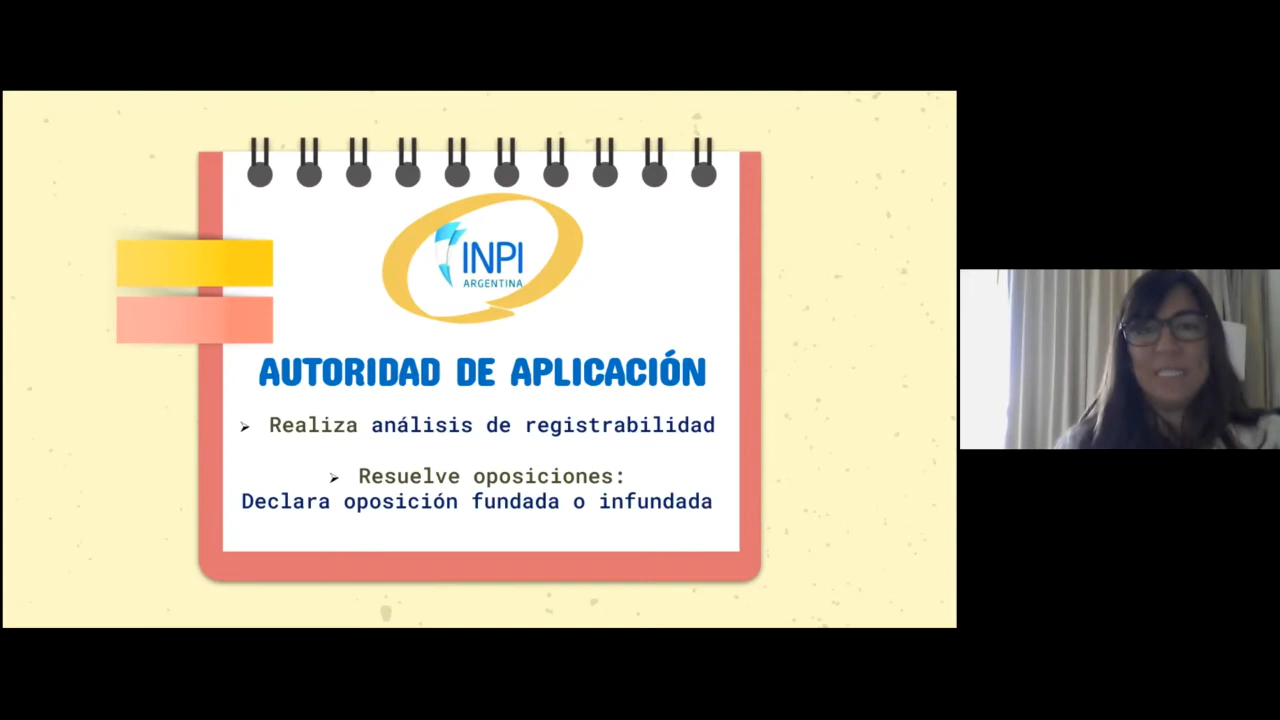 INPI
ARGENTINA
AUTORIDAD DE APLICACIÓN
➢ Realiza análisis de registrabilidad
➢ Resuelve oposiciones:
Declara oposición fundada o infundada